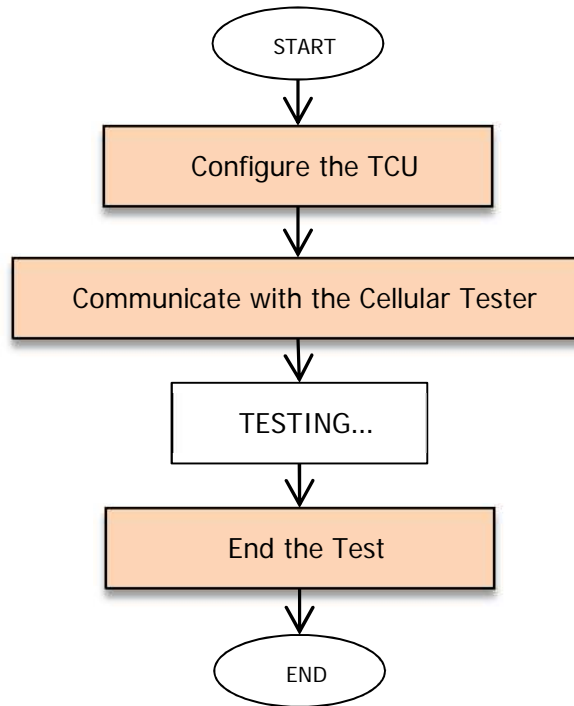 START
Configure the TCU
Communicate with the Cellular Tester
TESTING...
End the Test
END